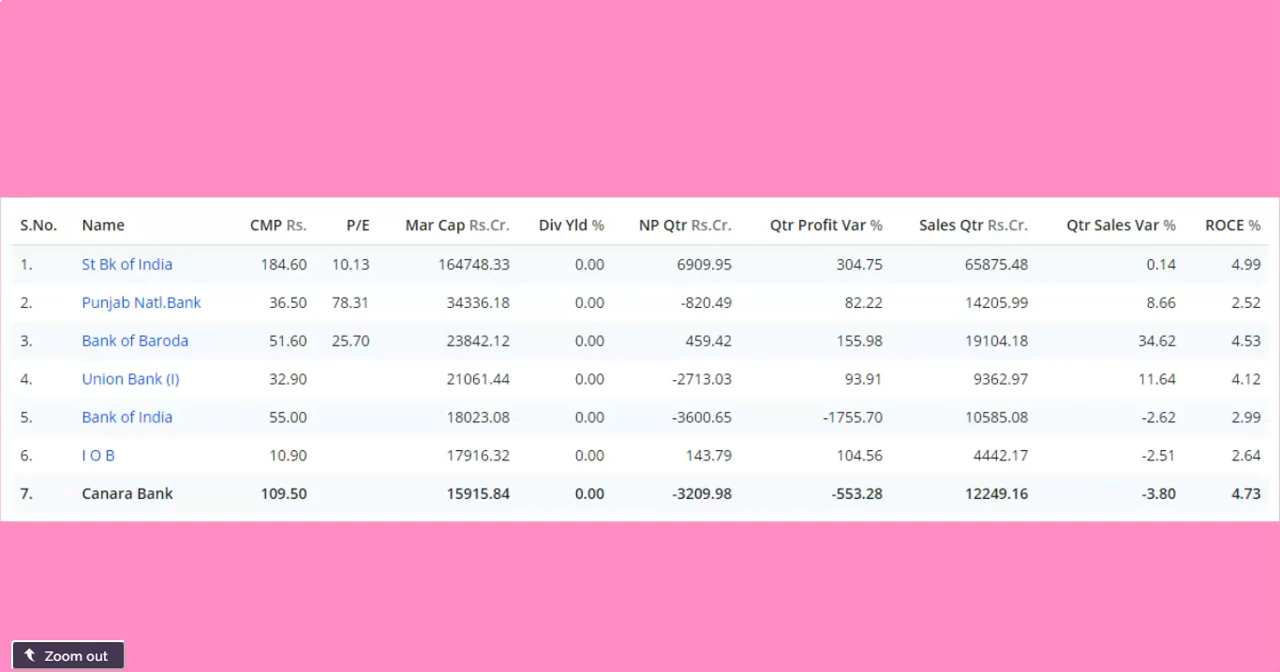 S.No. Name CMP Rs. P/E Mar Cap Rs.Cr. Div Yld % NP Qtr Rs.Cr. Qtr Profit Var % Sales Qtr Rs.Cr. Qtr Sales Var % ROCE %
1. St Bk of India 184.60 10.13 164748.33 0.00 6909.95 304.75 65875.48 0.14 4.99
2. Punjab Natl.Bank 36.50 78.31 34336.18 0.00 -820.49 82.22 14205.99 8.66 2.52
3. Bank of Baroda 51.60 25.70 23842.12 0.00 459.42 155.98 19104.18 34.62 4.53
4. Union Bank (I) 32.90 21061.44 0.00 -2713.03 93.91 9362.97 11.64 4.12
5. Bank of India 55.00 18023.08 0.00 -3600.65 -1755.70 10585.08 -2.62 2.99
6. I O B 10.90 17916.32 0.00 143.79 104.56 4442.17 -2.51 2.64
7. Canara Bank 109.50 15915.84 0.00 -3209.98 -553.28 12249.16 -3.80 4.73
Zoom out